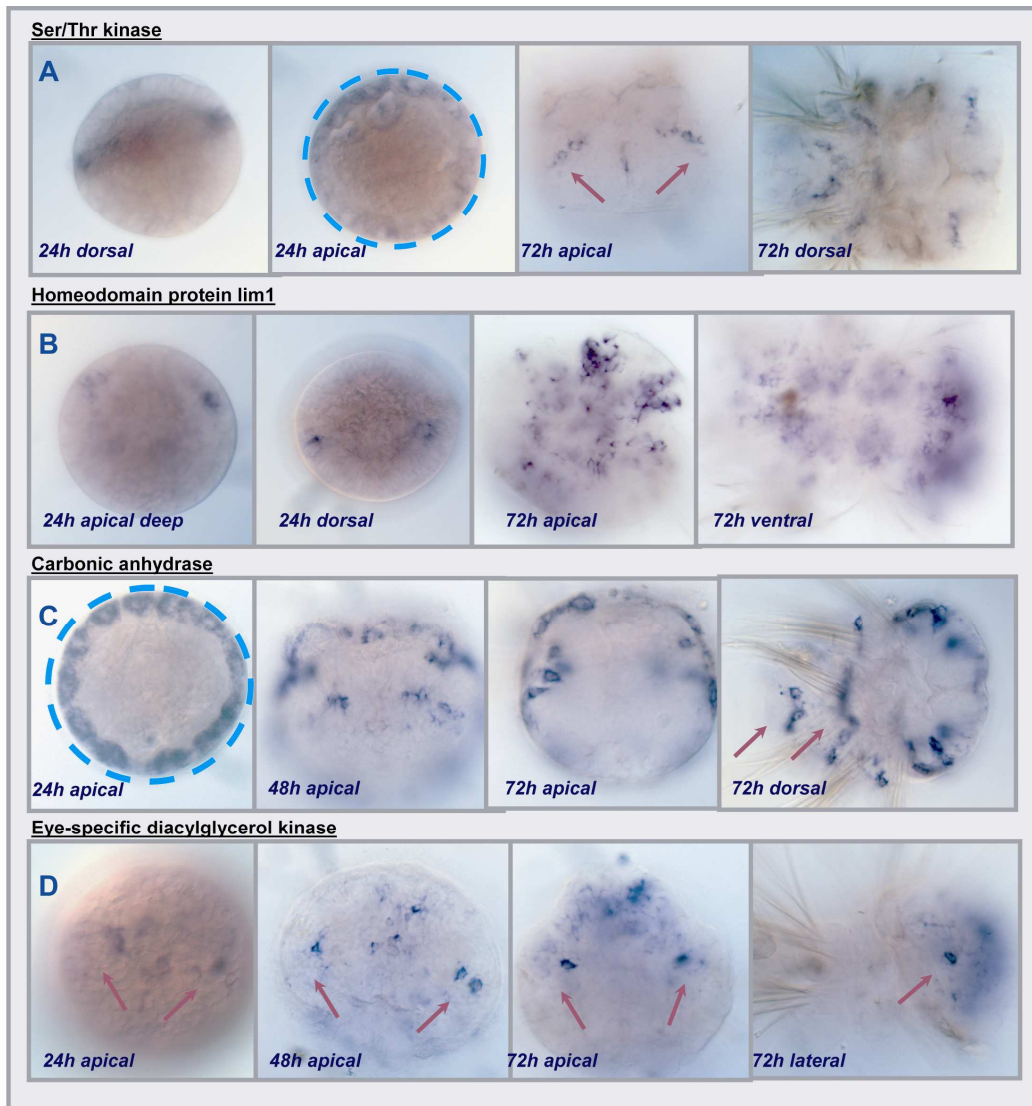 Ser/Thr kinase
A
24h dorsal 24h apical 72h apical 72h dorsal
Homeodomain protein lim1
B
24h apical deep 24h dorsal 72h apical 72h ventral
Carbonic anhydrase
C
24h apical 48h apical 72h apical 72h dorsal
Eye-specific diacylglycerol kinase
D
24h apical 48h apical 72h apical 72h lateral